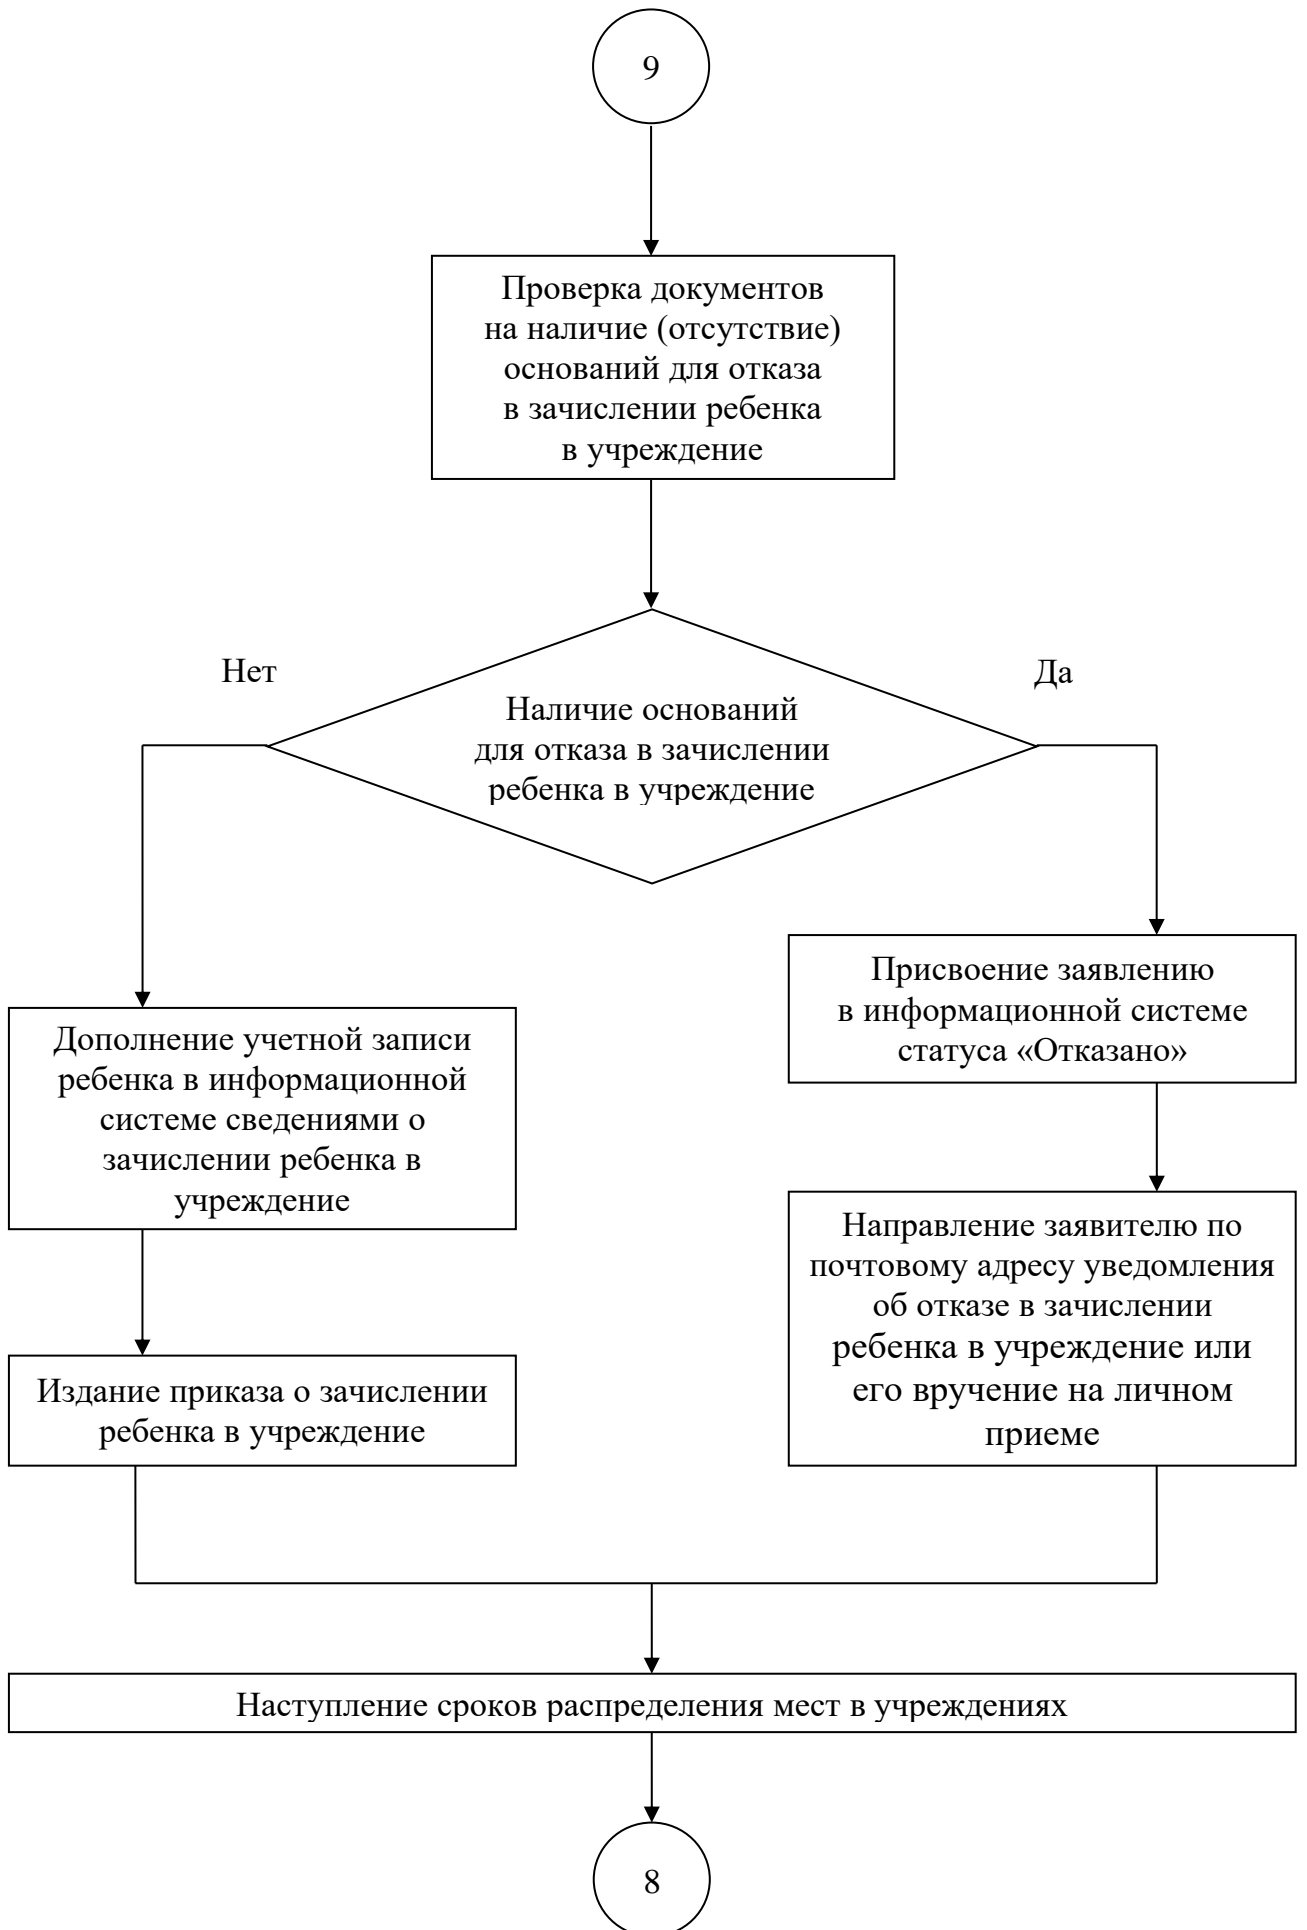 9
Проверка документов
на наличие (отсутствие)
оснований для отказа
в зачислении ребенка
в учреждение
Нет
Да
Наличие оснований
для отказа в зачислении
ребенка в учреждение
Присвоение заявлению
в информационной системе
статуса «Отказано»
Дополнение учетной записи
ребенка в информационной
системе сведениями о
зачислении ребенка в
учреждение
Направление заявителю по
почтовому адресу уведомления
об отказе в зачислении
ребенка в учреждение или
его вручение на личном
приеме
Издание приказа о зачислении
ребенка в учреждение
Наступление сроков распределения мест в учреждениях
8